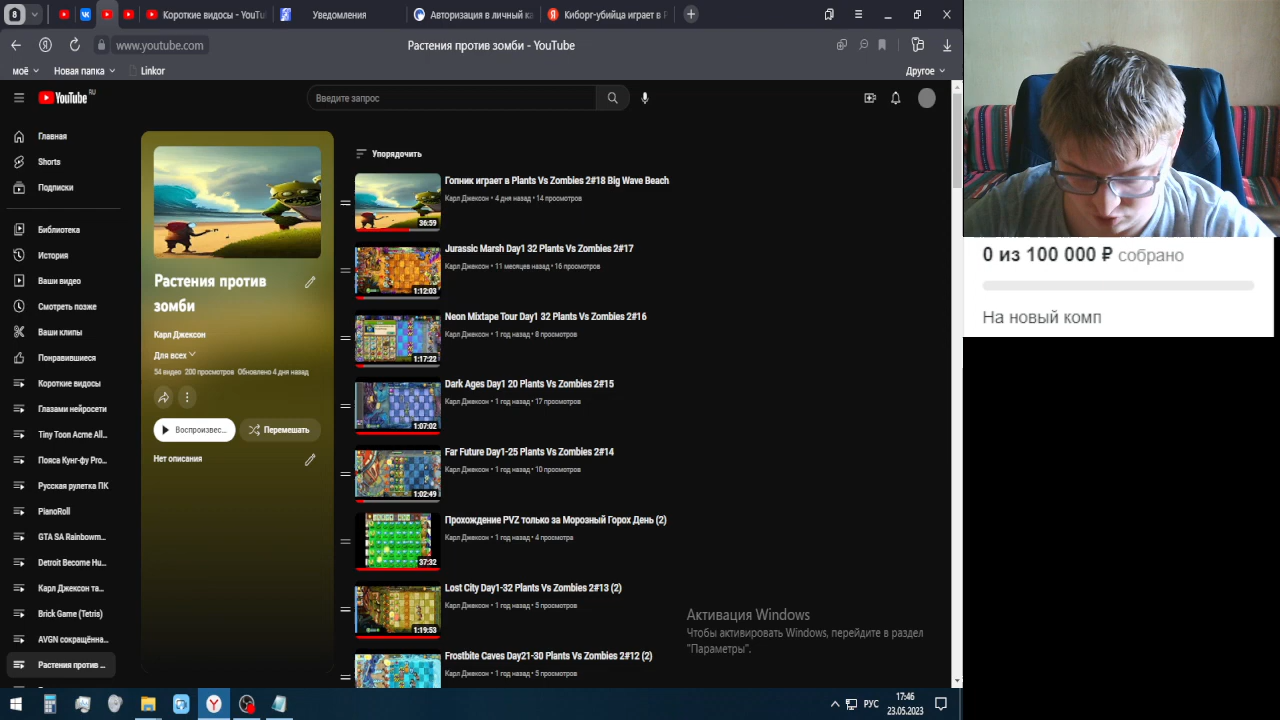 8
Короткие видосы - YouTu
Уведомления
Авторизация в личный ка
Киборг-убийца играет в Р
www.youtube.com
Растения против зомби - YouTube
моё
Новая папка
Linkor
Другое
YouTube RU
Введите запрос
Главная
Shorts
Подписки
Библиотека
История
Ваши видео
Смотреть позже
Ваши клипы
Понравившиеся
Короткие видосы
Глазами нейросети
Tiny Toon Acme All...
Пояса Кунг-фу Pro...
Русская рулетка ПК
PianoRoll
GTA SA Rainbowm...
Detroit Become Hu...
Карл Джексон та...
Brick Game (Tetris)
AVGN сокращённа...
Растения против ...
Растения против
зомби
Карл Джексон
Для всех
54 видео 200 просмотров Обновлено 4 дня назад
Воспроизвес...
Перемешать
Нет описания
Упорядочить
Гопник играет в Plants Vs Zombies 2#18 Big Wave Beach
Карл Джексон • 4 дня назад • 14 просмотров
36:59
Jurassic Marsh Day1 32 Plants Vs Zombies 2#17
Карл Джексон • 11 месяцев назад • 16 просмотров
1:12:03
Neon Mixtape Tour Day1 32 Plants Vs Zombies 2#16
Карл Джексон • 1 год назад • 8 просмотров
1:17:22
Dark Ages Day1 20 Plants Vs Zombies 2#15
Карл Джексон • 1 год назад • 17 просмотров
1:07:02
Far Future Day1-25 Plants Vs Zombies 2#14
Карл Джексон • 1 год назад • 10 просмотров
1:02:49
Прохождение PVZ только за Морозный Горох День (2)
Карл Джексон • 1 год назад • 4 просмотра
37:32
Lost City Day1-32 Plants Vs Zombies 2#13 (2)
Карл Джексон • 1 год назад • 5 просмотров
1:19:53
Frostbite Caves Day21-30 Plants Vs Zombies 2#12 (2)
Карл Джексон • 1 год назад • 5 просмотров
Активация Windows
Чтобы активировать Windows, перейдите в раздел
"Параметры".
РУС
17:46
23.05.2023
0 из 100 000 ₽ собрано
На новый комп